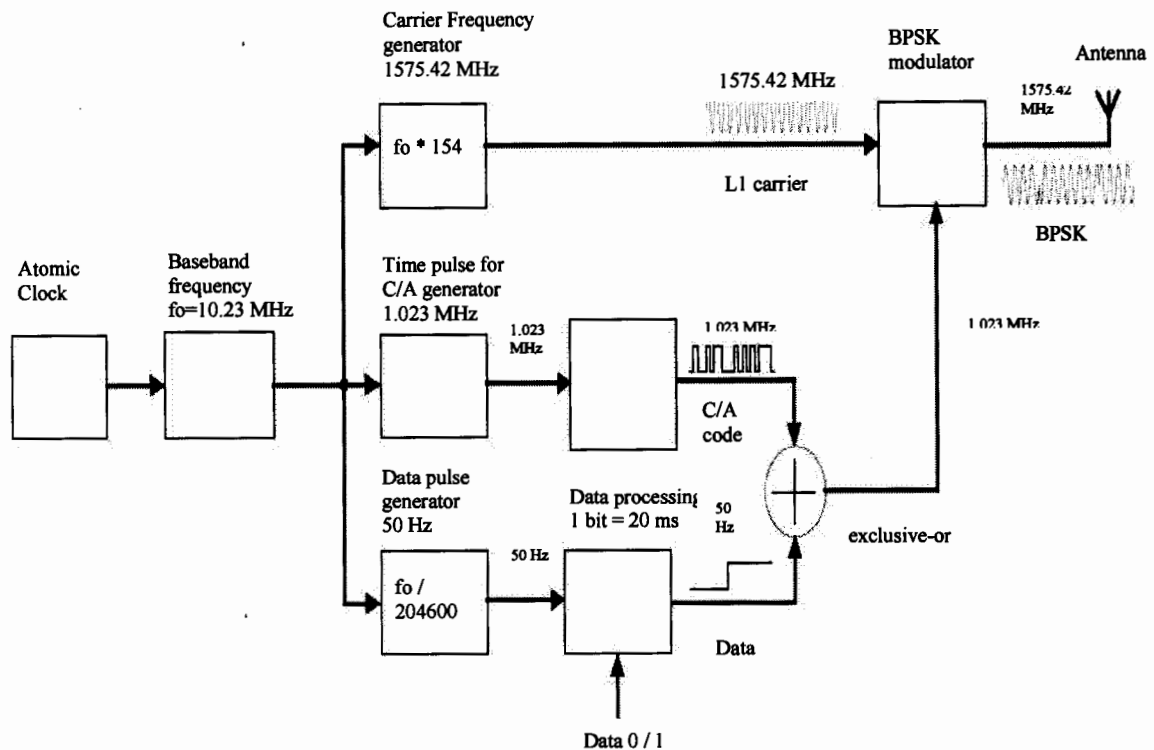 Carrier Frequency
generator
1575.42 MHz
fo * 154
1575.42 MHz
L1 carrier
BPSK
modulator
1575.42
MHz
Antenna
BPSK
Atomic
Clock
Baseband
frequency
fo=10.23 MHz
Time pulse for
C/A generator
1.023 MHz
1.023
MHz
1.023 MHz
C/A
code
1.023 MHz
Data pulse
generator
50 Hz
fo /
204600
50 Hz
Data processing
1 bit = 20 ms
50
Hz
exclusive-or
Data
Data 0 / 1